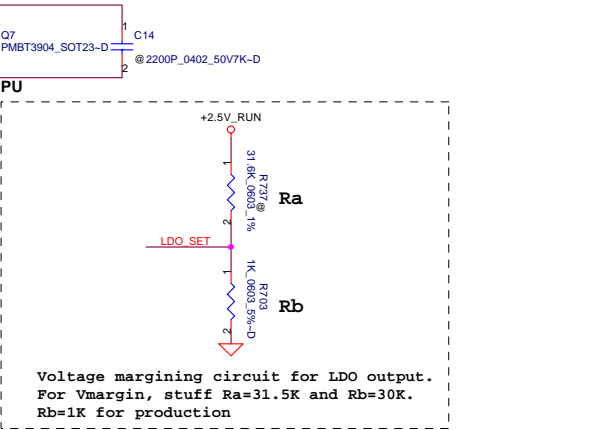 Q7
PMBT3904_SOT23~D
1
C14
@ 2200P_0402_50V7K~D
2
PU
+2.5V_RUN
1
31.6K_0603_1%
R737
@
Ra
2
LDO_SET
1
1K_0603_5%~D
R703
Rb
2
Voltage margining circuit for LDO output.
For Vmargin, stuff Ra=31.5K and Rb=30K.
Rb=1K for production